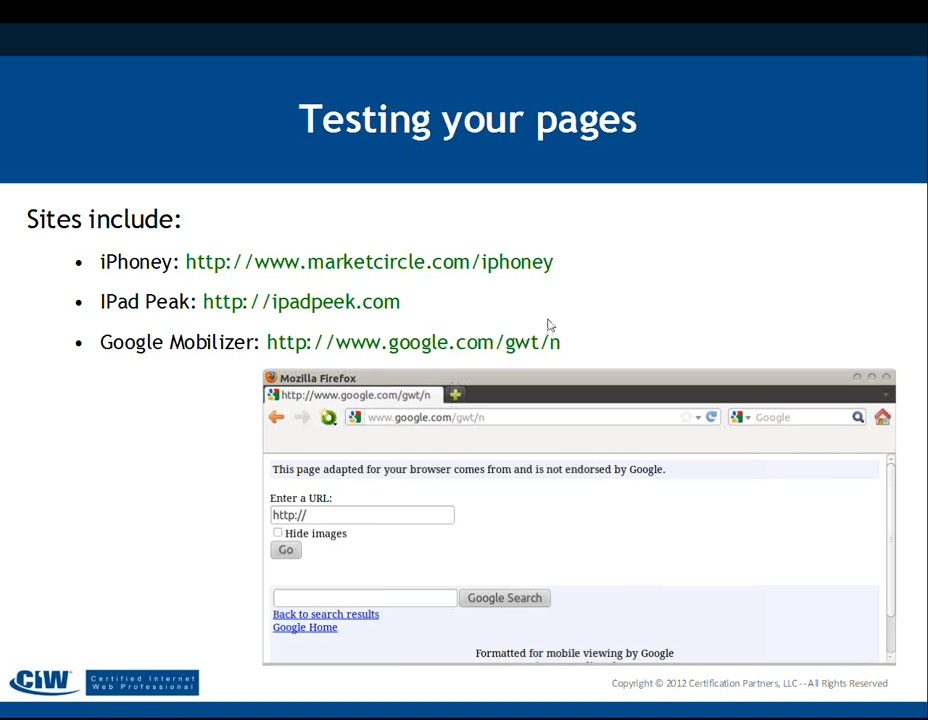 Testing your pages
Sites include:
• iPhoney: http://www.marketcircle.com/iphoney
• IPad Peak: http://ipadpeek.com
• Google Mobilizer: http://www.google.com/gwt/n
Mozilla Firefox
http://www.google.com/gwt/n
www.google.com/gwt/n
Google
This page adapted for your browser comes from and is not endorsed by Google.
Enter a URL:
http://
Hide images
Go
Google Search
Back to search results
Google Home
Formatted for mobile viewing by Google
CIW
Certified Internet
Web Professional
Copyright © 2012 Certification Partners, LLC -- All Rights Reserved